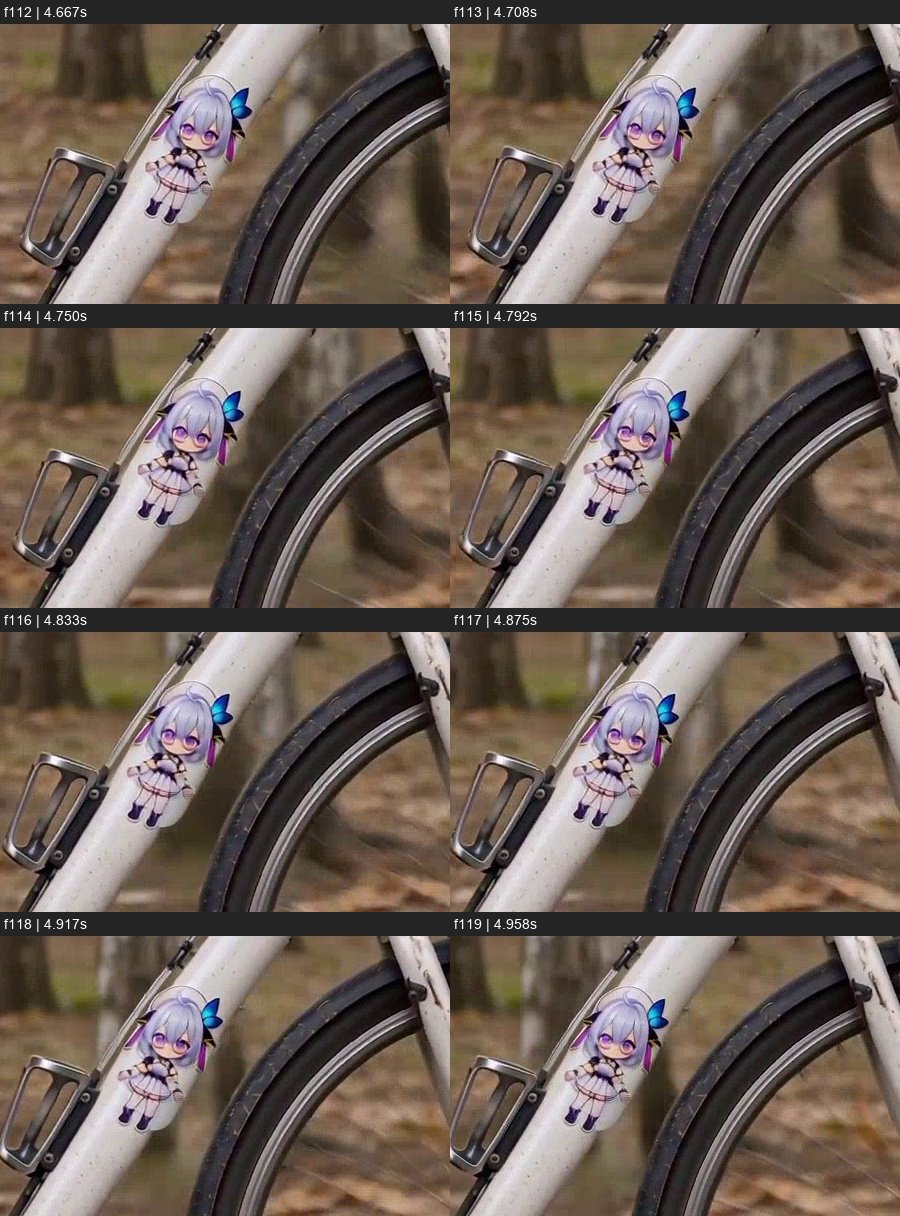 f112 | 4.667s
f113 | 4.708s
f114 | 4.750s
f115 | 4.792s
f116 | 4.833s
f117 | 4.875s
f118 | 4.917s
f119 | 4.958s